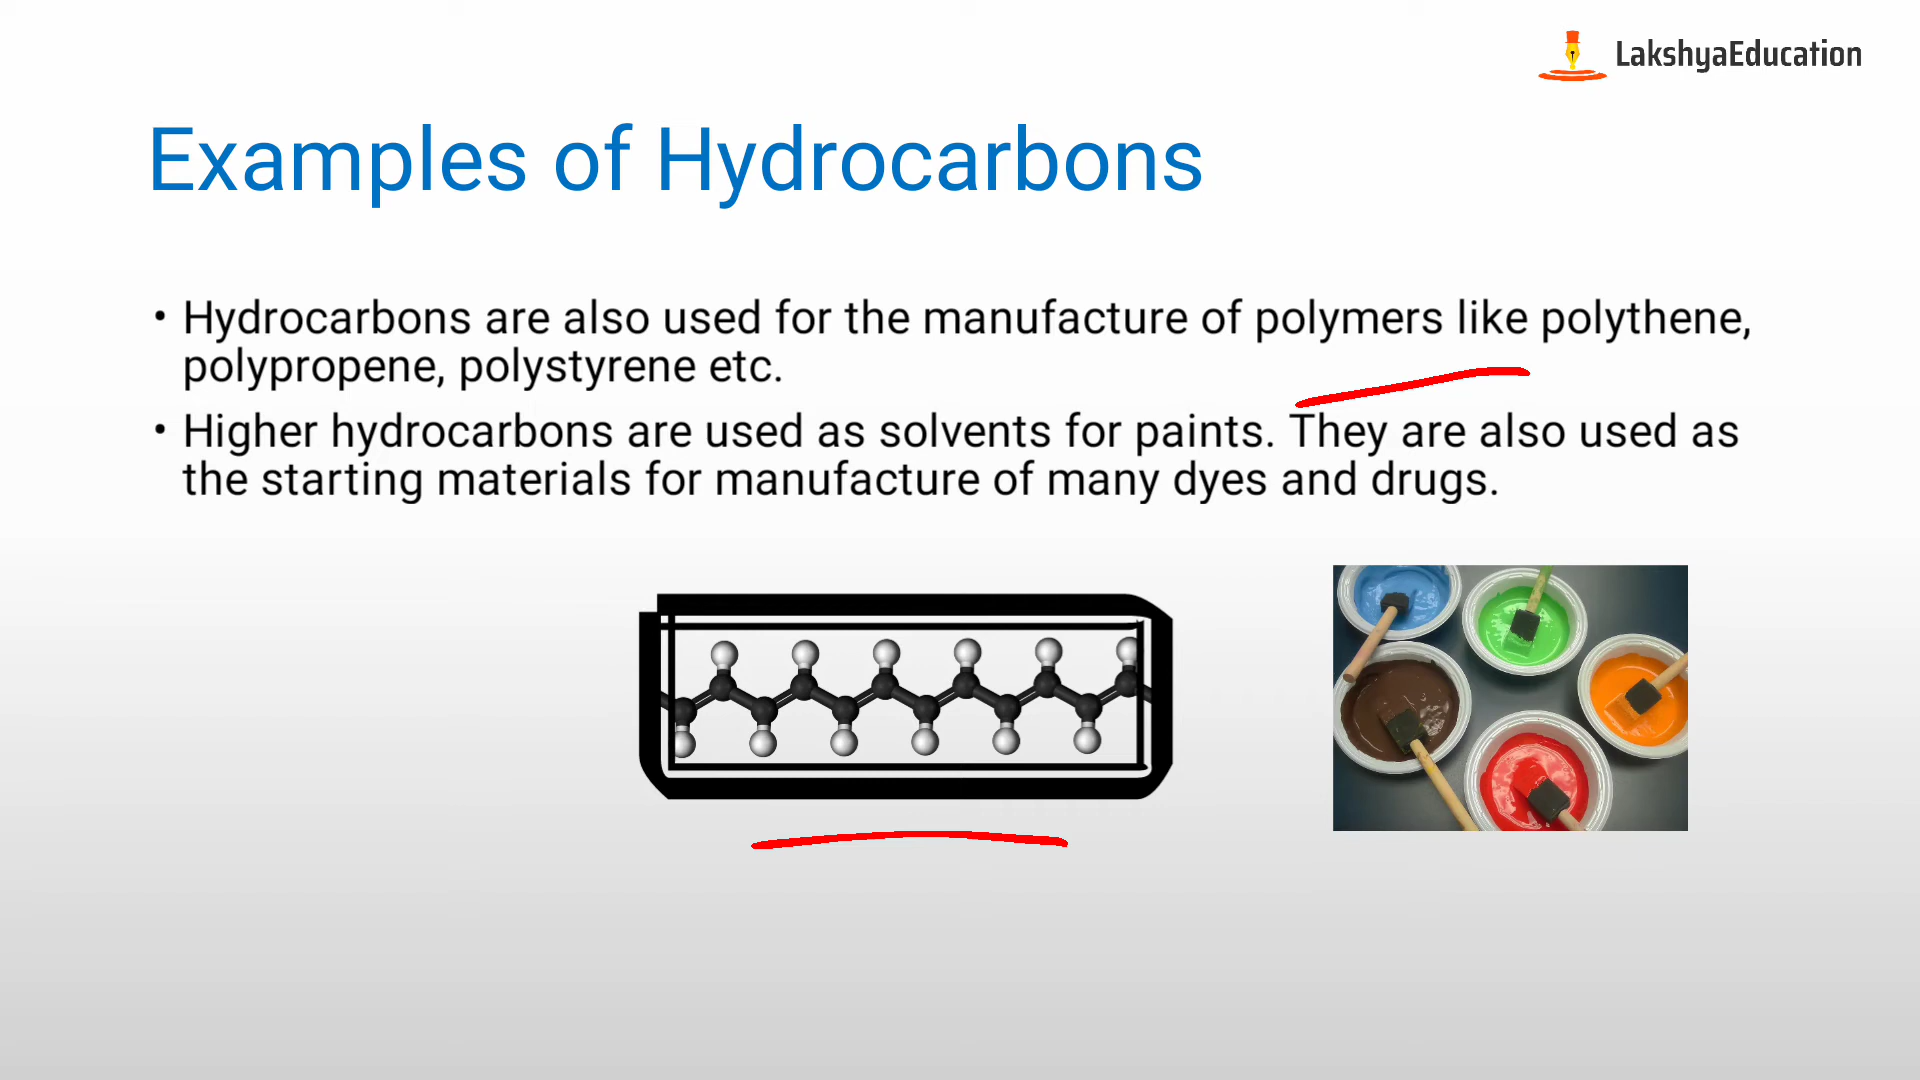 LakshyaEducation
Examples of Hydrocarbons
• Hydrocarbons are also used for the manufacture of polymers like polythene,
polypropene, polystyrene etc.
• Higher hydrocarbons are used as solvents for paints. They are also used as
the starting materials for manufacture of many dyes and drugs.